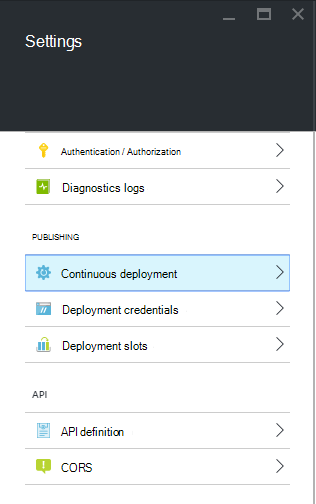 Settings
Authentication / Authorization
Diagnostics logs
PUBLISHING
Continuous deployment
Deployment credentials
Deployment slots
API
API definition
CORS